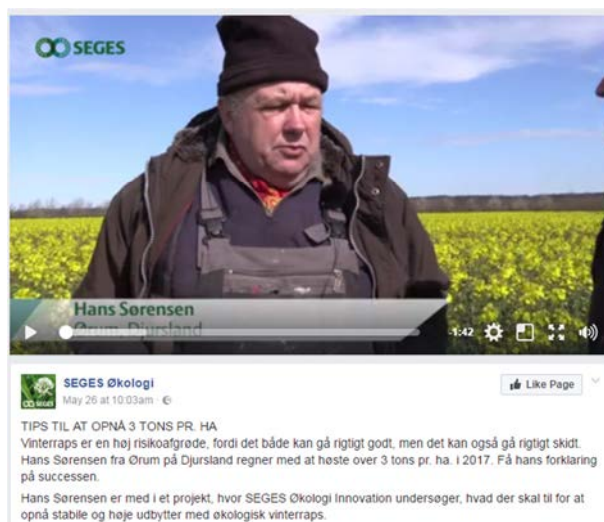 SEGES
Hans Sørensen
Ørum, Djursland
-1:42
SEGES Økologi
May 26 at 10:03am ·
Like Page
SEGES
TIPS TIL AT OPNÅ 3 TONS PR. HA
Vinterraps er en høj risikoafgrøde, fordi det både kan gå rigtigt godt, men det kan også gå rigtigt skidt.
Hans Sørensen fra Ørum på Djursland regner med at høste over 3 tons pr. ha. i 2017. Få hans forklaring
på successen.
Hans Sørensen er med i et projekt, hvor SEGES Økologi Innovation undersøger, hvad der skal til for at
opnå stabile og høje udbytter med økologisk vinterraps.